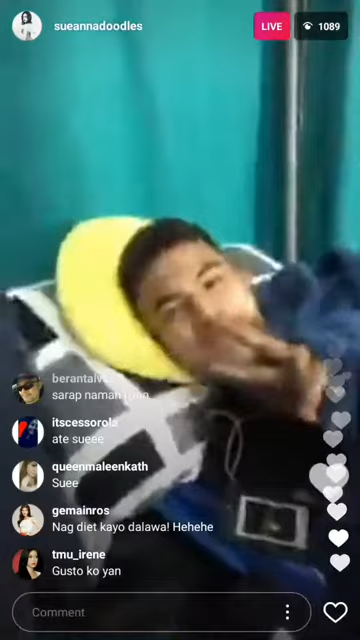 sueannadoodles
LIVE
1089
sarap naman
itscessorola
ate sueee
queenmaleenkath
Suee
gemainros
Nag diet kayo dalawa! Hehehe
tmu_irene
Gusto ko yan
Comment